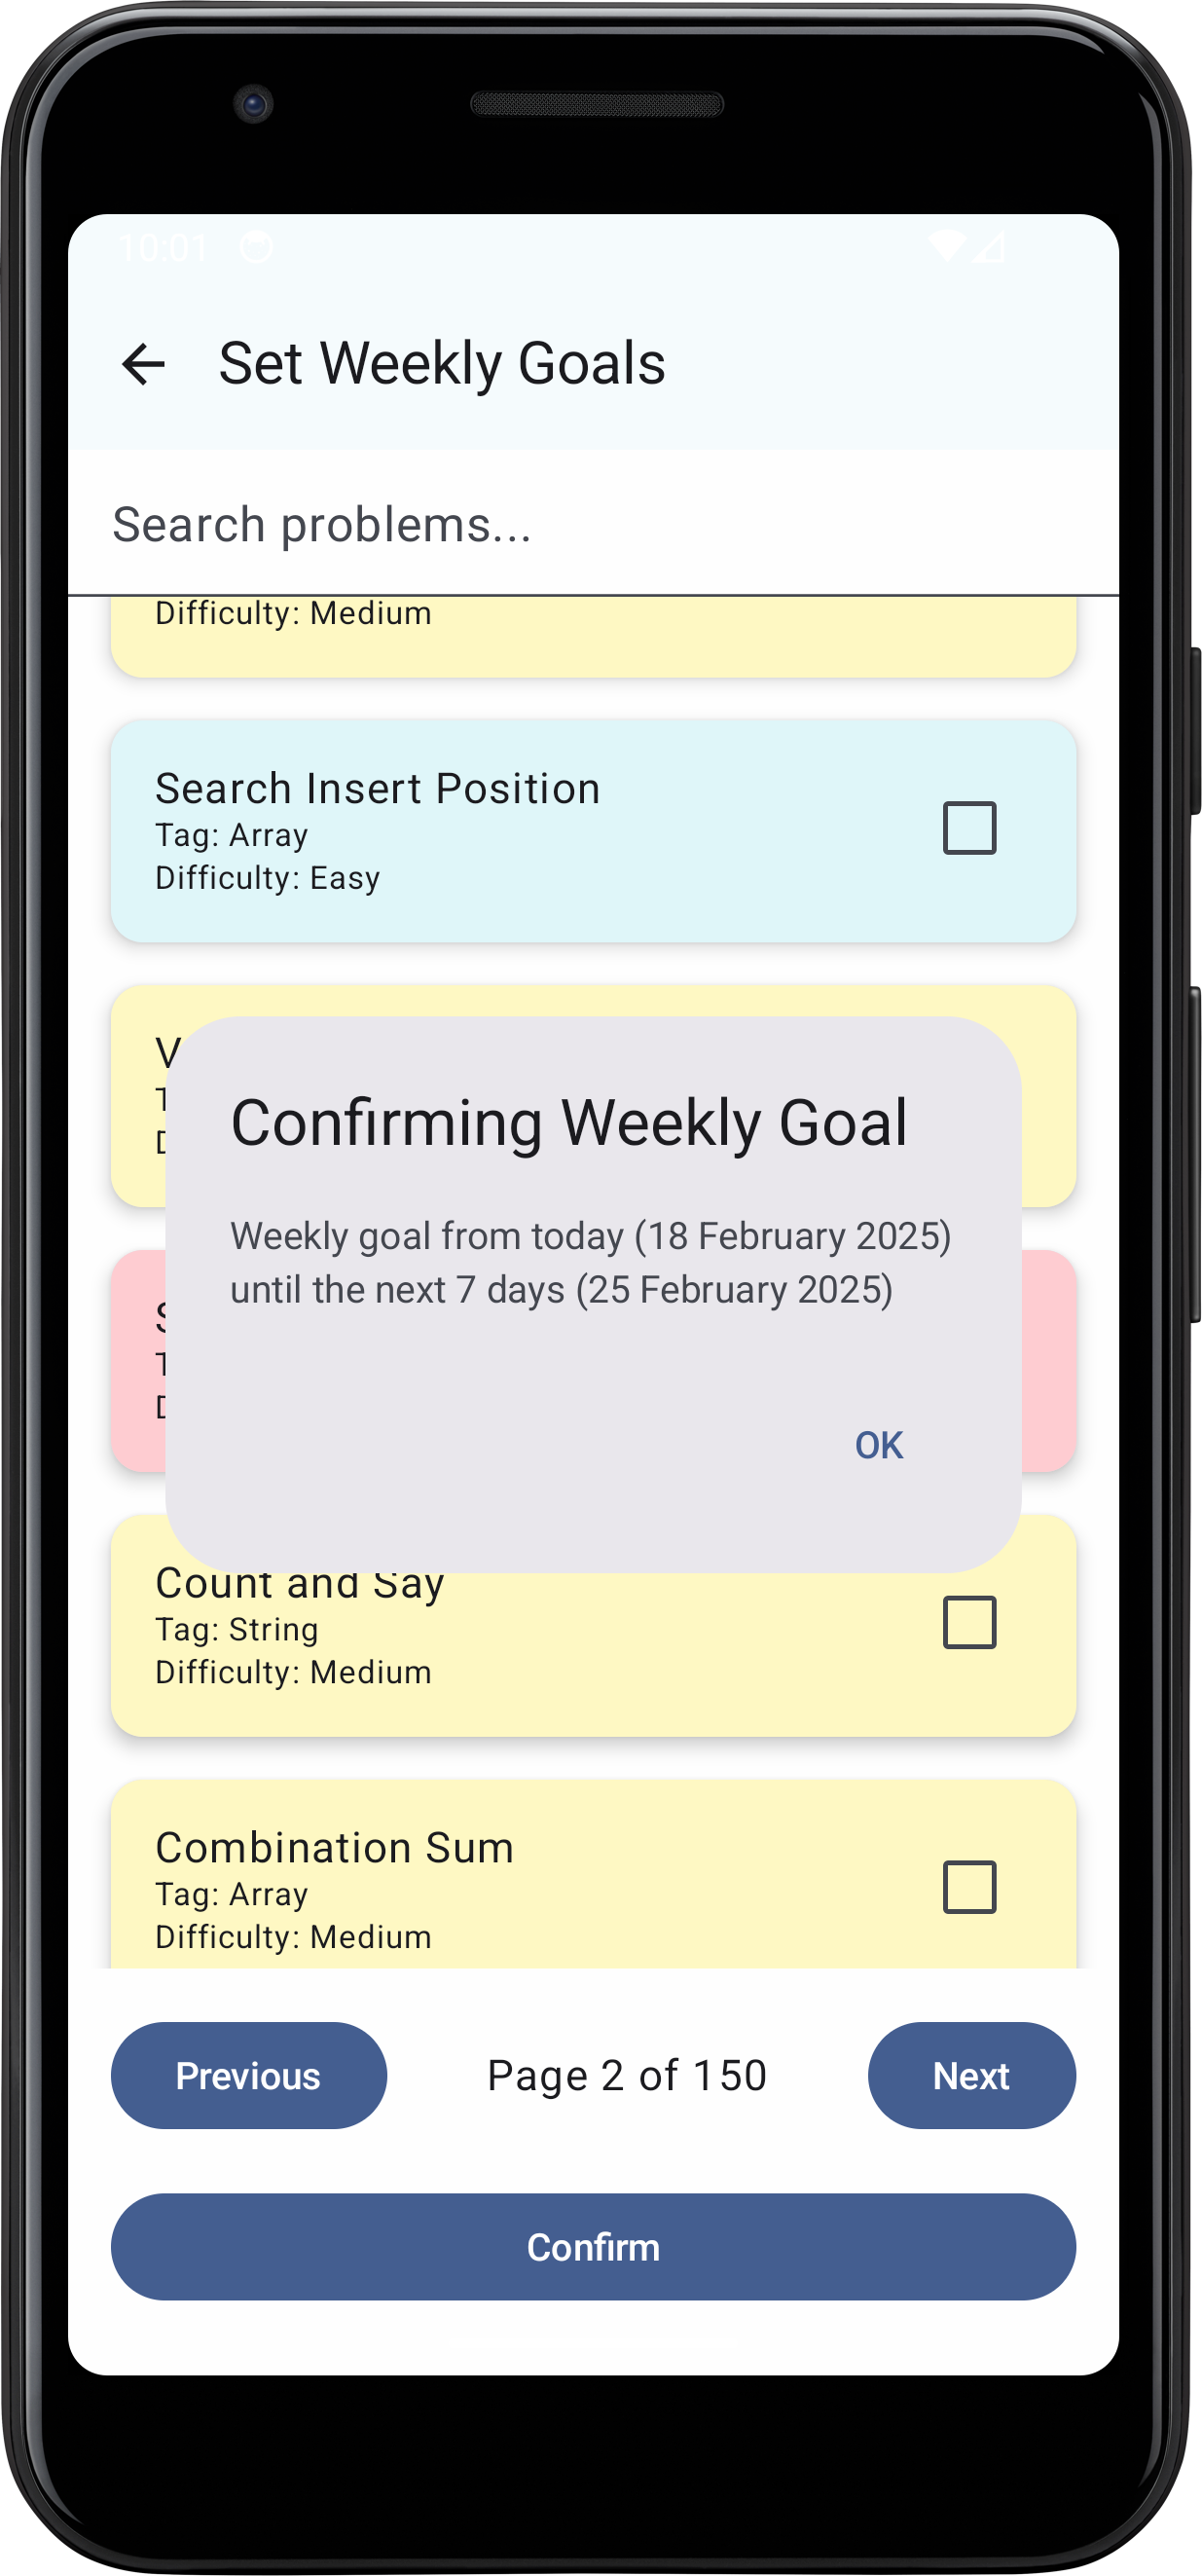 10:01
Set Weekly Goals
Search problems...
Difficulty: Medium
Search Insert Position
Tag: Array
Difficulty: Easy
Confirming Weekly Goal
Weekly goal from today (18 February 2025)
until the next 7 days (25 February 2025)
OK
Count and Say
Tag: String
Difficulty: Medium
Combination Sum
Tag: Array
Difficulty: Medium
Previous
Page 2 of 150
Next
Confirm